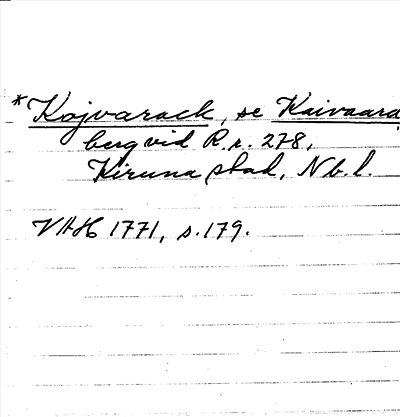 *Kojvarack, se Kaivaara
berg vid R.r. 278,
Kiruna stad, Nb.l.
VAH 1771, s.179.